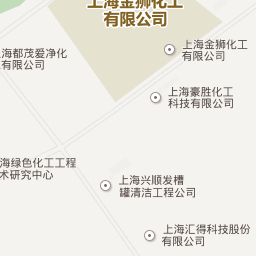 上海金狮化工
有限公司
上海金狮化工
有限公司
海都茂爱净化
有限公司
上海豪胜化工
科技有限公司
海绿色化工工程
术研究中心
上海兴顺发槽
罐清洁工程公司
上海汇得科技股份
有限公司